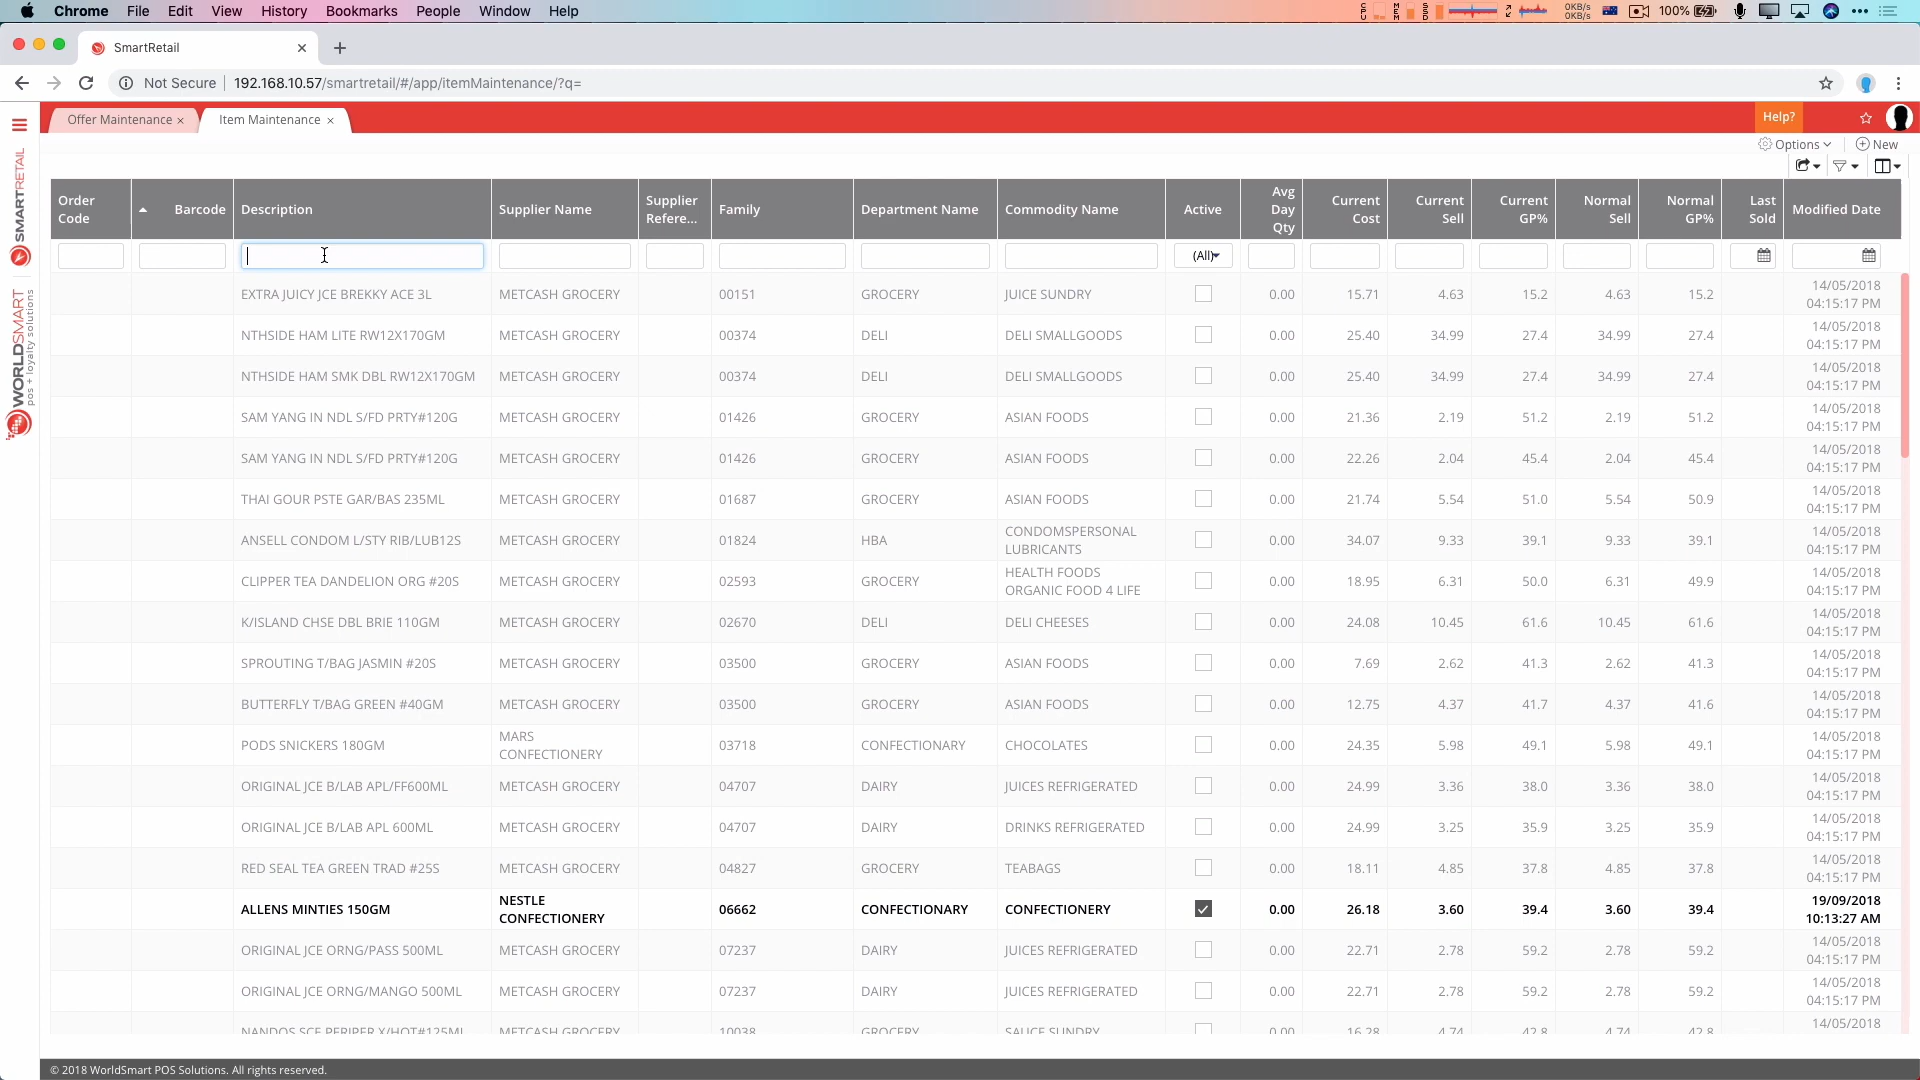 Chrome File Edit View History Bookmarks People Window Help
0KB/s
0KB/s
100%
SmartRetail
Not Secure 192.168.10.57/smartretail/#/app/itemMaintenance/?q=
Offer Maintenance × Item Maintenance × Help?
Options New
SMARTRETAIL
WORLDSMART
pos + loyalty solutions
Order Code Barcode Description Supplier Name Supplier Refere... Family Department Name Commodity Name Active Avg Day Qty Current Cost Current Sell Current GP% Normal Sell Normal GP% Last Sold Modified Date
(All)
EXTRA JUICY JCE BREKKY ACE 3L METCASH GROCERY 00151 GROCERY JUICE SUNDRY 0.00 15.71 4.63 15.2 4.63 15.2 14/05/2018 04:15:17 PM
NTHSIDE HAM LITE RW12X170GM METCASH GROCERY 00374 DELI DELI SMALLGOODS 0.00 25.40 34.99 27.4 34.99 27.4 14/05/2018 04:15:17 PM
NTHSIDE HAM SMK DBL RW12X170GM METCASH GROCERY 00374 DELI DELI SMALLGOODS 0.00 25.40 34.99 27.4 34.99 27.4 14/05/2018 04:15:17 PM
SAM YANG IN NDL S/FD PRTY#120G METCASH GROCERY 01426 GROCERY ASIAN FOODS 0.00 21.36 2.19 51.2 2.19 51.2 14/05/2018 04:15:17 PM
SAM YANG IN NDL S/FD PRTY#120G METCASH GROCERY 01426 GROCERY ASIAN FOODS 0.00 22.26 2.04 45.4 2.04 45.4 14/05/2018 04:15:17 PM
THAI GOUR PSTE GAR/BAS 235ML METCASH GROCERY 01687 GROCERY ASIAN FOODS 0.00 21.74 5.54 51.0 5.54 50.9 14/05/2018 04:15:17 PM
ANSELL CONDOM L/STY RIB/LUB12S METCASH GROCERY 01824 HBA CONDOMSPERSONAL LUBRICANTS 0.00 34.07 9.33 39.1 9.33 39.1 14/05/2018 04:15:17 PM
CLIPPER TEA DANDELION ORG #20S METCASH GROCERY 02593 GROCERY HEALTH FOODS ORGANIC FOOD 4 LIFE 0.00 18.95 6.31 50.0 6.31 49.9 14/05/2018 04:15:17 PM
K/ISLAND CHSE DBL BRIE 110GM METCASH GROCERY 02670 DELI DELI CHEESES 0.00 24.08 10.45 61.6 10.45 61.6 14/05/2018 04:15:17 PM
SPROUTING T/BAG JASMIN #20S METCASH GROCERY 03500 GROCERY ASIAN FOODS 0.00 7.69 2.62 41.3 2.62 41.3 14/05/2018 04:15:17 PM
BUTTERFLY T/BAG GREEN #40GM METCASH GROCERY 03500 GROCERY ASIAN FOODS 0.00 12.75 4.37 41.7 4.37 41.6 14/05/2018 04:15:17 PM
PODS SNICKERS 180GM MARS CONFECTIONERY 03718 CONFECTIONARY CHOCOLATES 0.00 24.35 5.98 49.1 5.98 49.1 14/05/2018 04:15:17 PM
ORIGINAL JCE B/LAB APL/FF600ML METCASH GROCERY 04707 DAIRY JUICES REFRIGERATED 0.00 24.99 3.36 38.0 3.36 38.0 14/05/2018 04:15:17 PM
ORIGINAL JCE B/LAB APL 600ML METCASH GROCERY 04707 DAIRY DRINKS REFRIGERATED 0.00 24.99 3.25 35.9 3.25 35.9 14/05/2018 04:15:17 PM
RED SEAL TEA GREEN TRAD #25S METCASH GROCERY 04827 GROCERY TEABAGS 0.00 18.11 4.85 37.8 4.85 37.8 14/05/2018 04:15:17 PM
ALLENS MINTIES 150GM NESTLE CONFECTIONERY 06662 CONFECTIONARY CONFECTIONERY 0.00 26.18 3.60 39.4 3.60 39.4 19/09/2018 10:13:27 AM
ORIGINAL JCE ORNG/PASS 500ML METCASH GROCERY 07237 DAIRY JUICES REFRIGERATED 0.00 22.71 2.78 59.2 2.78 59.2 14/05/2018 04:15:17 PM
ORIGINAL JCE ORNG/MANGO 500ML METCASH GROCERY 07237 DAIRY JUICES REFRIGERATED 0.00 22.71 2.78 59.2 2.78 59.2 14/05/2018 04:15:17 PM
NANDOS SCE PERIPER X/HOT#125ML METCASH GROCERY 10038 GROCERY SAUCE SUNDRY 0.00 16.28 4.74 42.8 4.74 42.8 14/05/2018
© 2018 WorldSmart POS Solutions. All rights reserved.